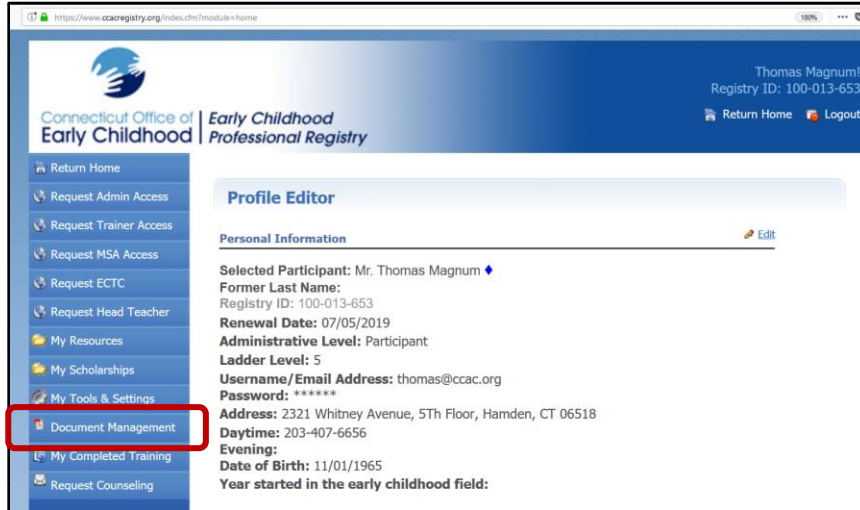 https://www.ccacregistry.org/index.cfm?module=home
180%
Thomas Magnum!
Registry ID: 100-013-653
Return Home Logout
Connecticut Office of
Early Childhood
Early Childhood
Professional Registry
Return Home
Request Admin Access
Request Trainer Access
Request MSA Access
Request ECTC
Request Head Teacher
My Resources
My Scholarships
My Tools & Settings
Document Management
My Completed Training
Request Counseling
Profile Editor
Personal Information
Edit
Selected Participant: Mr. Thomas Magnum
Former Last Name:
Registry ID: 100-013-653
Renewal Date: 07/05/2019
Administrative Level: Participant
Ladder Level: 5
Username/Email Address: thomas@ccac.org
Password: ******
Address: 2321 Whitney Avenue, 5Th Floor, Hamden, CT 06518
Daytime: 203-407-6656
Evening:
Date of Birth: 11/01/1965
Year started in the early childhood field: